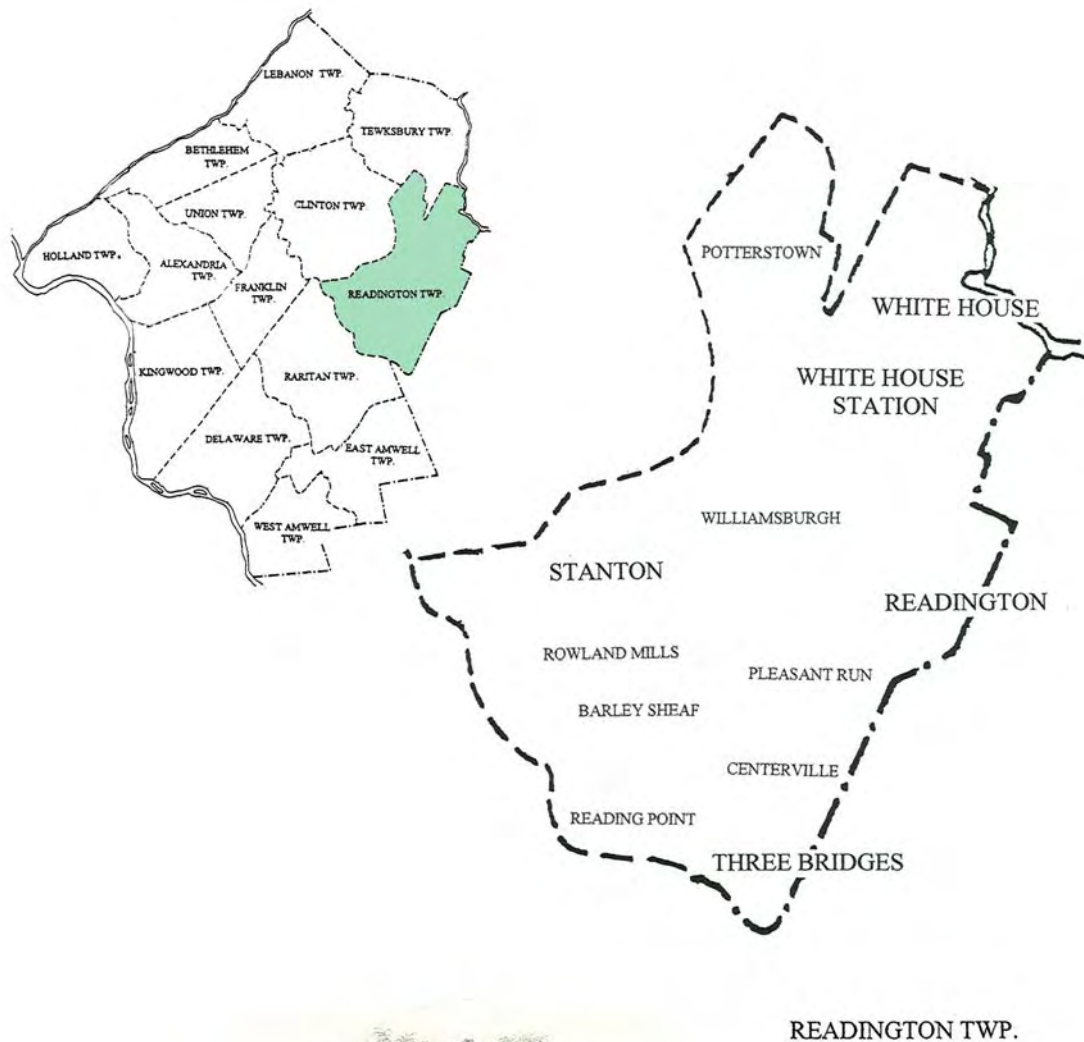 LEBANON TWP.
TEWKSBURY TWP.
BETHLEHEM
TWP.
UNION TWP.
CLINTON TWP.
HOLLAND TWP.
ALEXANDRIA
TWP.
FRANKLIN
TWP.
READINGTON TWP.
KINGWOOD TWP.
RARITAN TWP.
DELAWARE TWP.
EAST AMWELL
TWP.
WEST AMWELL
TWP.
POTTERSTOWN
WHITE HOUSE
WHITE HOUSE
STATION
WILLIAMSBURGH
STANTON
READINGTON
ROWLAND MILLS
PLEASANT RUN
BARLEY SHEAF
CENTERVILLE
READING POINT
THREE BRIDGES
READINGTON TWP.